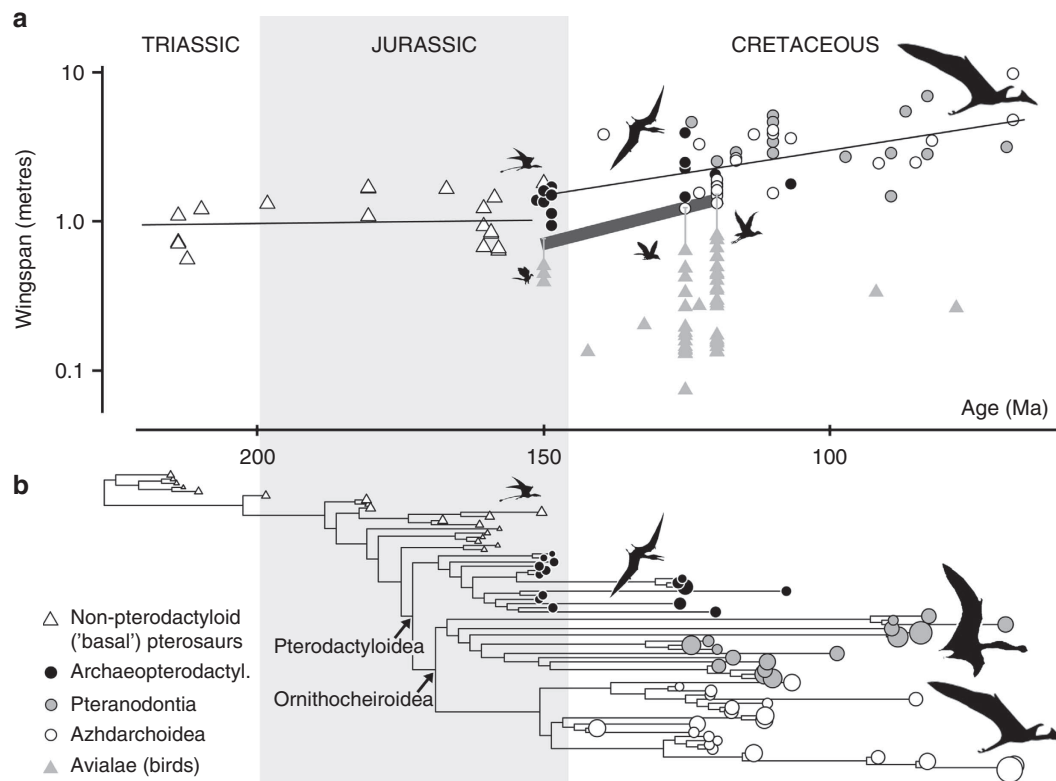 a
TRIASSIC
JURASSIC
CRETACEOUS
10
1.0
0.1
Wingspan (metres)
Age (Ma)
200
150
100
b
Pterodactyloidea
Ornithocheiroidea
Non-pterodactyloid
('basal') pterosaurs
Archaeopterodactyl.
Pteranodontia
Azhdarchoidea
Avialae (birds)